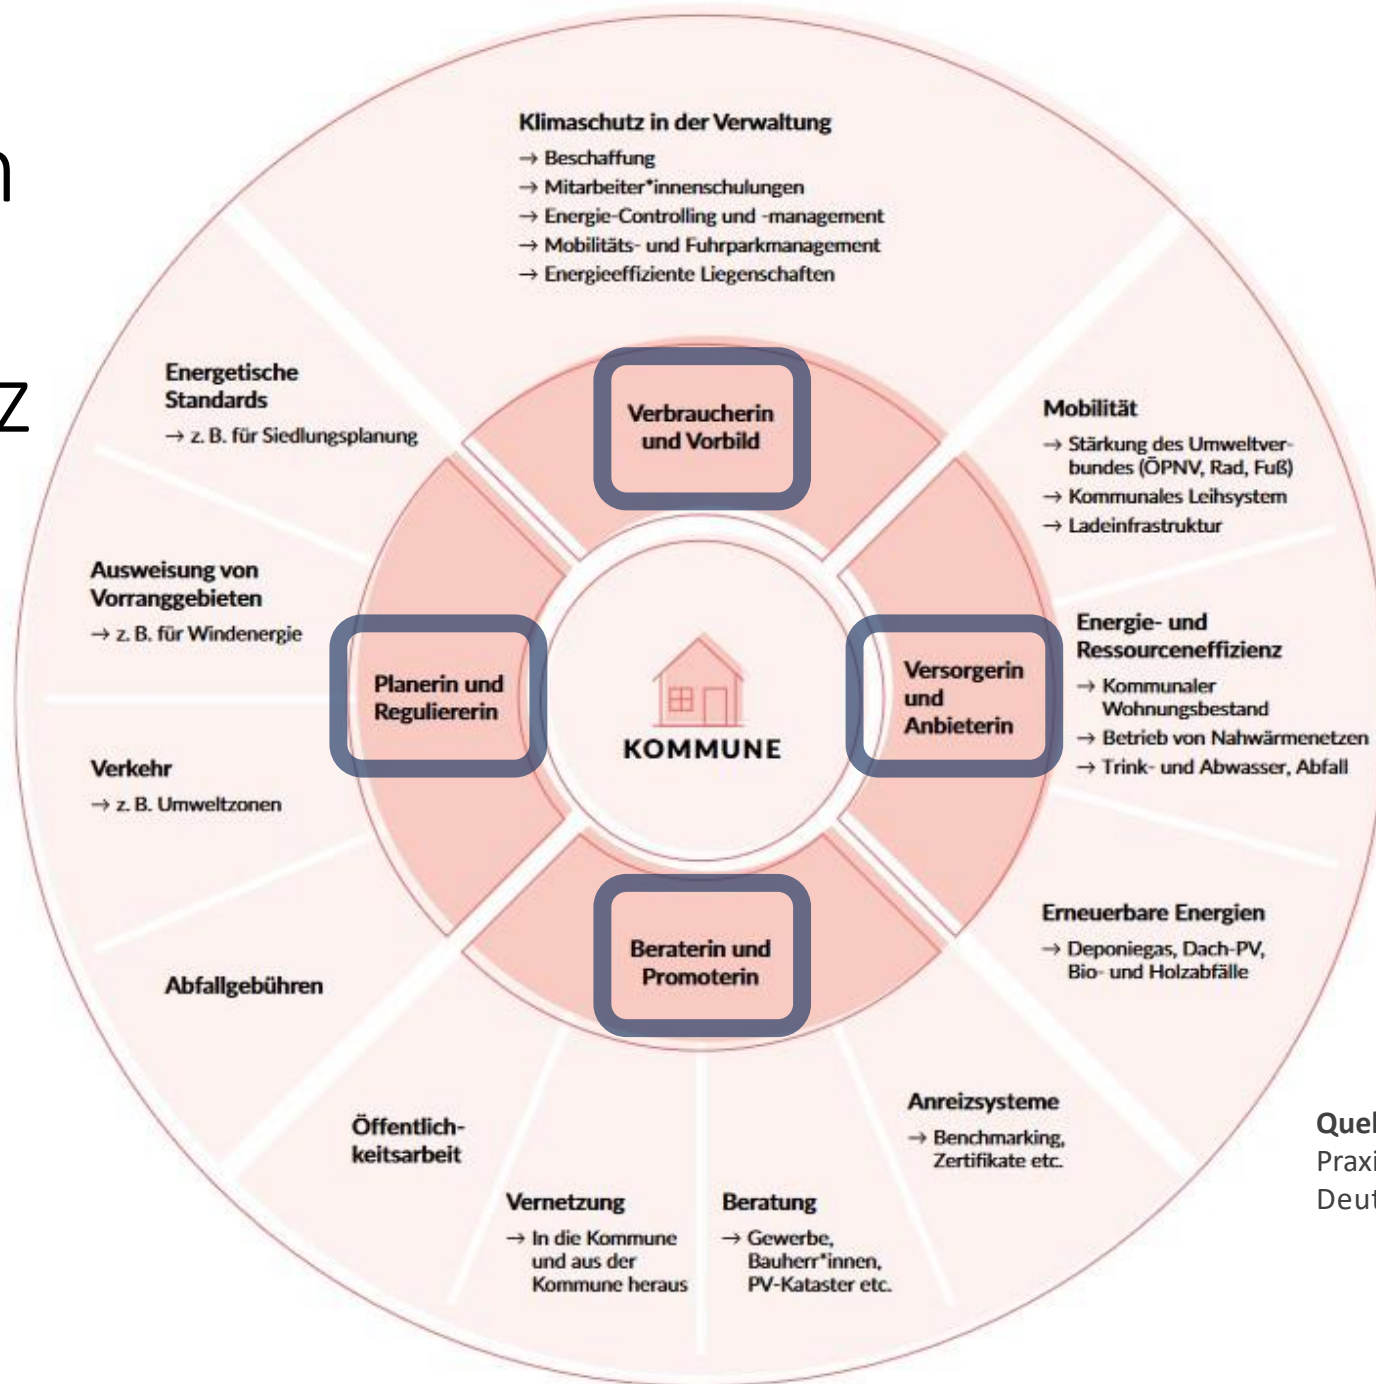 Klimaschutz in der Verwaltung
→ Beschaffung
→ Mitarbeiter*innenschulungen
→ Energie-Controlling und -management
→ Mobilitäts- und Fuhrparkmanagement
→ Energieeffiziente Liegenschaften
Energetische
Standards
→ z. B. für Siedlungsplanung
Ausweisung von
Vorranggebieten
→ z. B. für Windenergie
Verkehr
→ z. B. Umweltzonen
Abfallgebühren
Verbraucherin
und Vorbild
Planerin und
Reguliererin
KOMMUNE
Versorgerin
und
Anbieterin
Beraterin und
Promoterin
Mobilität
→ Stärkung des Umweltver-
bundes (ÖPNV, Rad, Fuß)
→ Kommunales Leihsystem
→ Ladeinfrastruktur
Energie- und
Ressourceneffizienz
→ Kommunaler
Wohnungsbestand
→ Betrieb von Nahwärmenetzen
→ Trink- und Abwasser, Abfall
Erneuerbare Energien
→ Deponiegas, Dach-PV,
Bio- und Holzabfälle
Öffentlich-
keitsarbeit
Vernetzung
→ In die Kommune
und aus der
Kommune heraus
Beratung
→ Gewerbe,
Bauherr*innen,
PV-Kataster etc.
Anreizsysteme
→ Benchmarking,
Zertifikate etc.